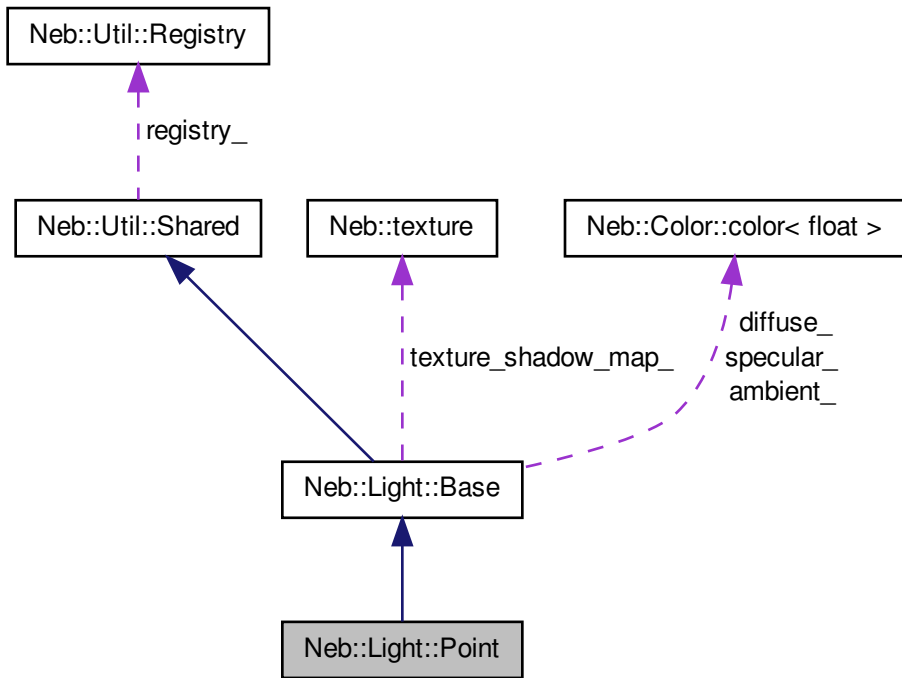 Neb::Util::Registry
registry_
Neb::Util::Shared
Neb::texture
Neb::Color::color< float >
diffuse_
specular_
ambient_
texture_shadow_map_
Neb::Light::Base
Neb::Light::Point